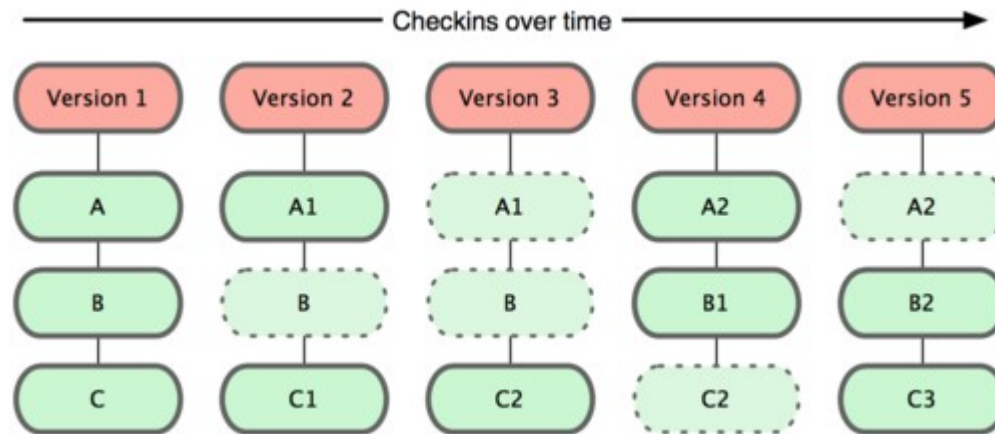 Checkins over time
Version 1 Version 2 Version 3 Version 4 Version 5
A A1 A1 A2 A2
B B B B1 B2
C C1 C2 C2 C3